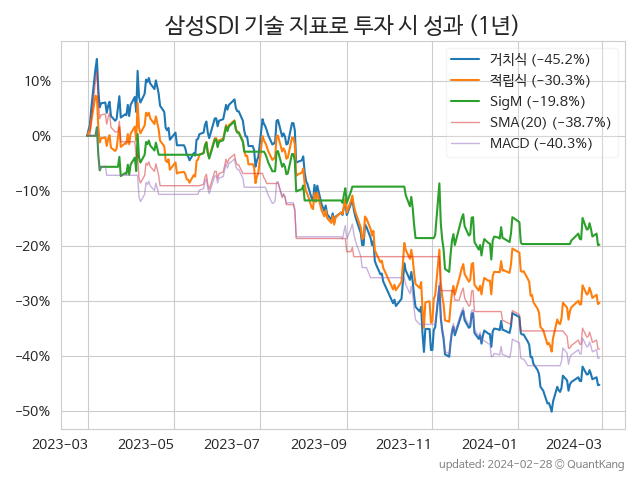 삼성SDI 기술 지표로 투자 시 성과 (1년)
거치식 (−45.2%)
적립식 (−30.3%)
SigM (−19.8%)
SMA(20) (−38.7%)
MACD (−40.3%)
10%
0%
−10%
−20%
−30%
−40%
−50%
2023-03 2023-05 2023-07 2023-09 2023-11 2024-01 2024-03
updated: 2024-02-28 © QuantKang